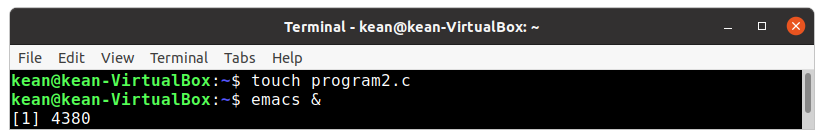 Terminal - kean@kean-VirtualBox: ~
File Edit View Terminal Tabs Help
kean@kean-VirtualBox:~$ touch program2.c
kean@kean-VirtualBox:~$ emacs &
[1] 4380